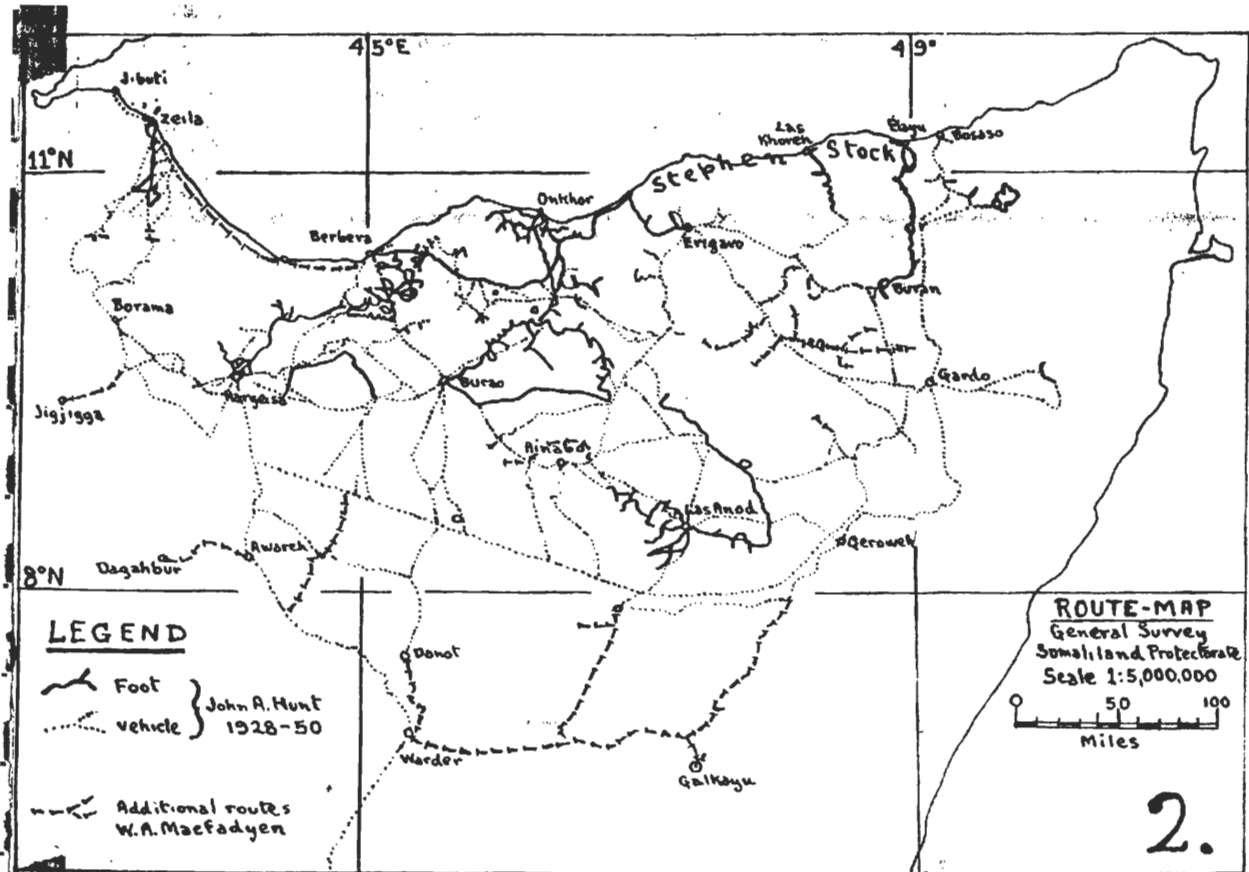 45°E
49°
Jibuti
Zeila
Las Khoreh
Elayu
Bosaso
11°N
Stephen Stock
Onkhor
Berbera
Erigavo
Buran
Borama
Hargeisa
Burao
Gardo
Jigjigga
Ainabo
Las Anod
Gerowei
Awareh
Dagahbur
8°N
LEGEND
Foot
Vehicle
John A. Hunt
1928-50
Additional routes
W.A. Macfadyen
Danot
Warder
Galkayu
ROUTE-MAP
General Survey
Somaliland Protectorate
Scale 1:5,000,000
0 50 100
Miles
2.